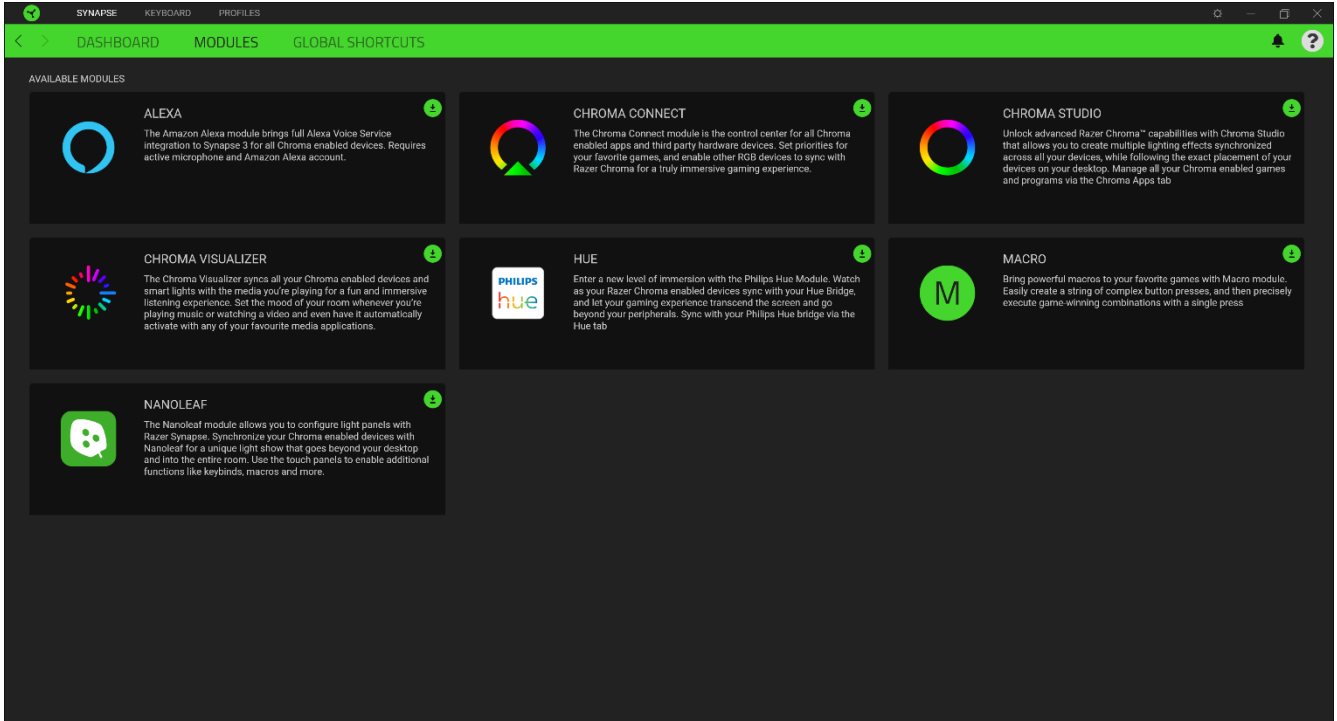 SYNAPSE KEYBOARD PROFILES
DASHBOARD MODULES GLOBAL SHORTCUTS
?
AVAILABLE MODULES
ALEXA
The Amazon Alexa module brings full Alexa Voice Service
integration to Synapse 3 for all Chroma enabled devices. Requires
active microphone and Amazon Alexa account.
CHROMA CONNECT
The Chroma Connect module is the control center for all Chroma
enabled apps and third party hardware devices. Set priorities for
your favorite games, and enable other RGB devices to sync with
Razer Chroma for a truly immersive gaming experience.
CHROMA STUDIO
Unlock advanced Razer Chroma™ capabilities with Chroma Studio
that allows you to create multiple lighting effects synchronized
across all your devices, while following the exact placement of your
devices on your desktop. Manage all your Chroma enabled games
and programs via the Chroma Apps tab
CHROMA VISUALIZER
The Chroma Visualizer syncs all your Chroma enabled devices and
smart lights with the media you're playing for a fun and immersive
listening experience. Set the mood of your room whenever you're
playing music or watching a video and even have it automatically
activate with any of your favourite media applications.
PHILIPS
hue
HUE
Enter a new level of immersion with the Philips Hue Module. Watch
as your Razer Chroma enabled devices sync with your Hue Bridge,
and let your gaming experience transcend the screen and go
beyond your peripherals. Sync with your Philips Hue bridge via the
Hue tab
M
MACRO
Bring powerful macros to your favorite games with Macro module.
Easily create a string of complex button presses, and then precisely
execute game-winning combinations with a single press
NANOLEAF
The Nanoleaf module allows you to configure light panels with
Razer Synapse. Synchronize your Chroma enabled devices with
Nanoleaf for a unique light show that goes beyond your desktop
and into the entire room. Use the touch panels to enable additional
functions like keybinds, macros and more.